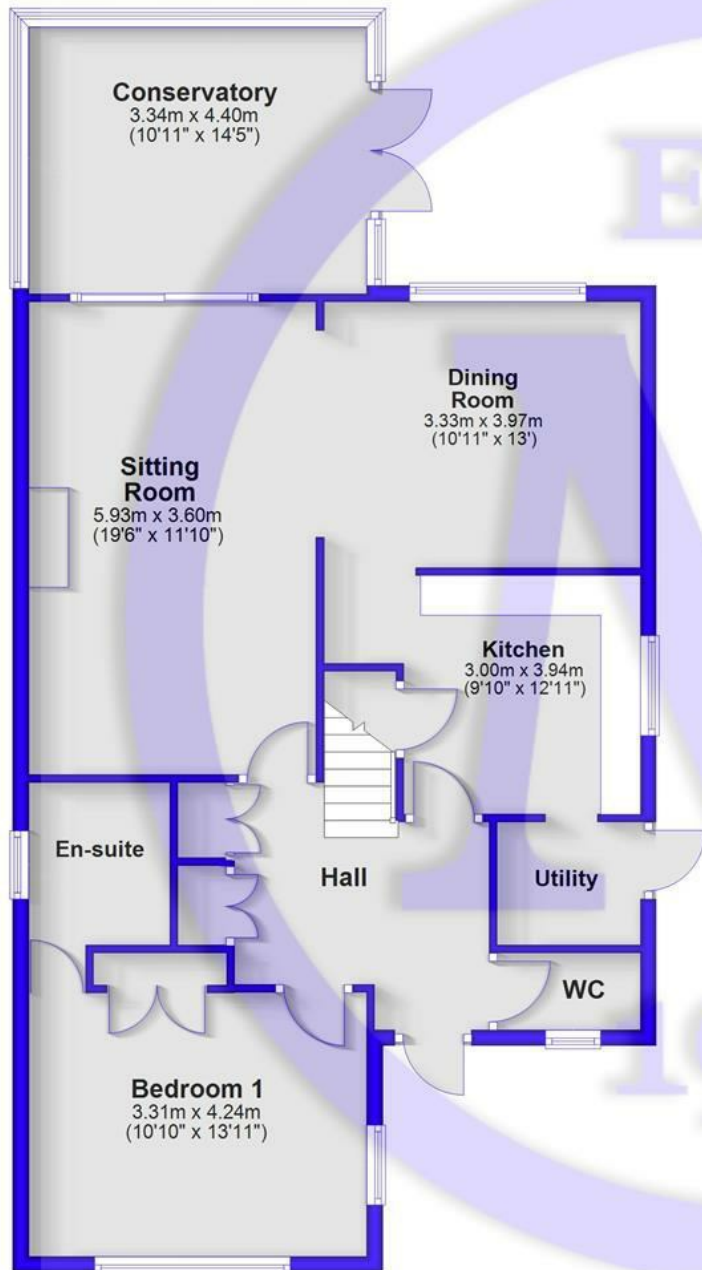 Conservatory
3.34m x 4.40m
(10'11" x 14'5")
E
Dining
Room
3.33m x 3.97m
(10'11" x 13')
Sitting
Room
5.93m x 3.60m
(19'6" x 11'10")
Kitchen
3.00m x 3.94m
(9'10" x 12'11")
En-suite
Hall
Utility
WC
Bedroom 1
3.31m x 4.24m
(10'10" x 13'11")